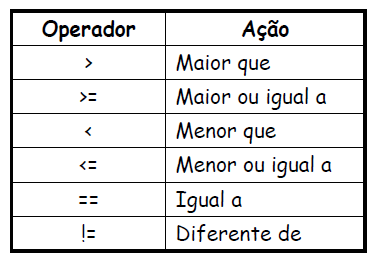 Operador Ação
> Maior que
>= Maior ou igual a
< Menor que
<= Menor ou igual a
== Igual a
!= Diferente de